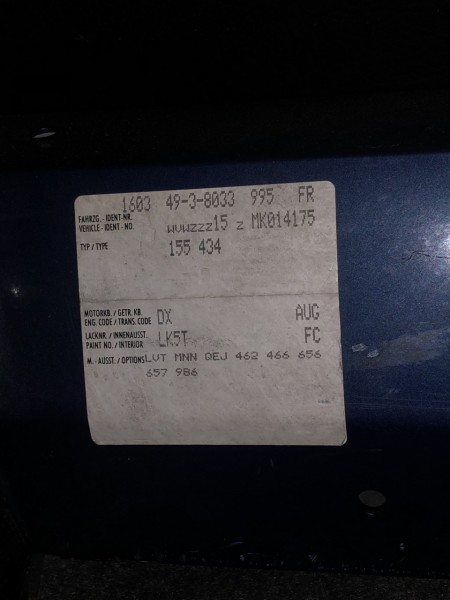 1603 49-3-8033 995 FR
FAHRZG. - IDENT-NR.
VEHICLE - IDENT - NO. WVWZZZ15 Z MK014175
TYP / TYPE 155 434
MOTORKB. / GETR. KB.
ENG. CODE / TRANS. CODE DX AUG
LACKNR. / INNENAUSST.
PAINT NO. / INTERIOR LK5T FC
M. - AUSST. / OPTIONS LVT MNN QEJ 462 466 656
657 986